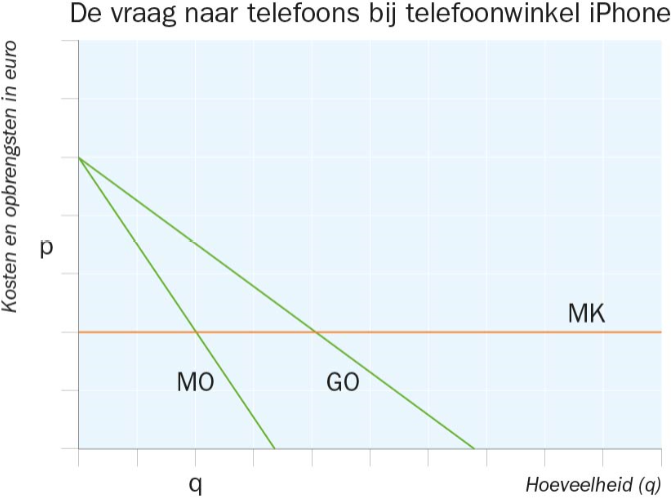 De vraag naar telefoons bij telefoonwinkel iPhone
Kosten en opbrengsten in euro
p
MK
MO
GO
q
Hoeveelheid (q)